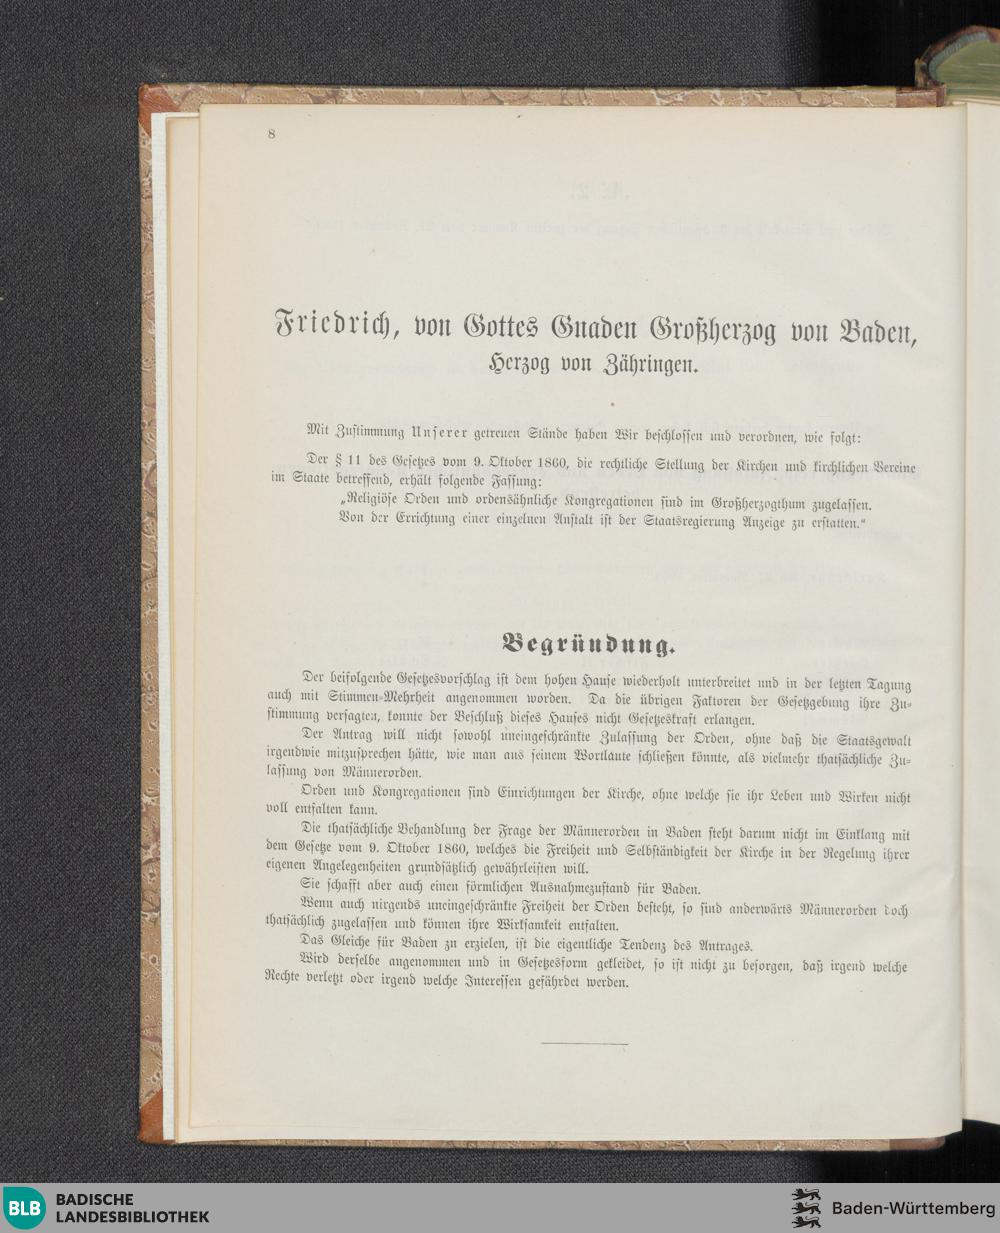 8
Friedrich, von Gottes Gnaden Großherzog von Baden,
Herzog von Zähringen.
Mit Zustimmung Unserer getreuen Stände haben Wir beschlossen und verordnen, wie folgt:
Der § 11 des Gesetzes vom 9. Oktober 1860, die rechtliche Stellung der Kirchen und kirchlichen Vereine
im Staate betreffend, erhält folgende Fassung:
„Religiöse Orden und ordensähnliche Kongregationen sind im Großherzogthum zugelassen.
Von der Errichtung einer einzelnen Anstalt ist der Staatsregierung Anzeige zu erstatten.“
Begründung.
Der beifolgende Gesetzesvorschlag ist dem hohen Hause wiederholt unterbreitet und in der letzten Tagung
auch mit Stimmen-Mehrheit angenommen worden. Da die übrigen Faktoren der Gesetzgebung ihre Zu-
stimmung versagten, konnte der Beschluß dieses Hauses nicht Gesetzeskraft erlangen.
Der Antrag will nicht sowohl uneingeschränkte Zulassung der Orden, ohne daß die Staatsgewalt
irgendwie mitzusprechen hätte, wie man aus seinem Wortlaute schließen könnte, als vielmehr thatsächliche Zu-
lassung von Männerorden.
Orden und Kongregationen sind Einrichtungen der Kirche, ohne welche sie ihr Leben und Wirken nicht
voll entfalten kann.
Die thatsächliche Behandlung der Frage der Männerorden in Baden steht darum nicht im Einklang mit
dem Gesetze vom 9. Oktober 1860, welches die Freiheit und Selbständigkeit der Kirche in der Regelung ihrer
eigenen Angelegenheiten grundsätzlich gewährleisten will.
Sie schafft aber auch einen förmlichen Ausnahmezustand für Baden.
Wenn auch nirgends uneingeschränkte Freiheit der Orden besteht, so sind anderwärts Männerorden doch
thatsächlich zugelassen und können ihre Wirksamkeit entfalten.
Das Gleiche für Baden zu erzielen, ist die eigentliche Tendenz des Antrages.
Wird derselbe angenommen und in Gesetzesform gekleidet, so ist nicht zu besorgen, daß irgend welche
Rechte verletzt oder irgend welche Interessen gefährdet werden.
BLB BADISCHE
LANDESBIBLIOTHEK
Baden-Württemberg